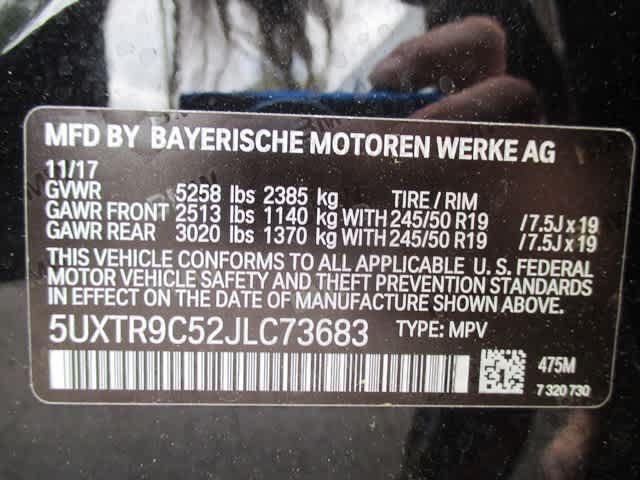 MFD BY BAYERISCHE MOTOREN WERKE AG
11/17
GVWR 5258 lbs 2385 kg TIRE / RIM
GAWR FRONT 2513 lbs 1140 kg WITH 245/50 R19 /7.5J x 19
GAWR REAR 3020 lbs 1370 kg WITH 245/50 R19 /7.5J x 19
THIS VEHICLE CONFORMS TO ALL APPLICABLE U. S. FEDERAL
MOTOR VEHICLE SAFETY AND THEFT PREVENTION STANDARDS
IN EFFECT ON THE DATE OF MANUFACTURE SHOWN ABOVE.
5UXTR9C52JLC73683 TYPE: MPV
475M
7 320 730